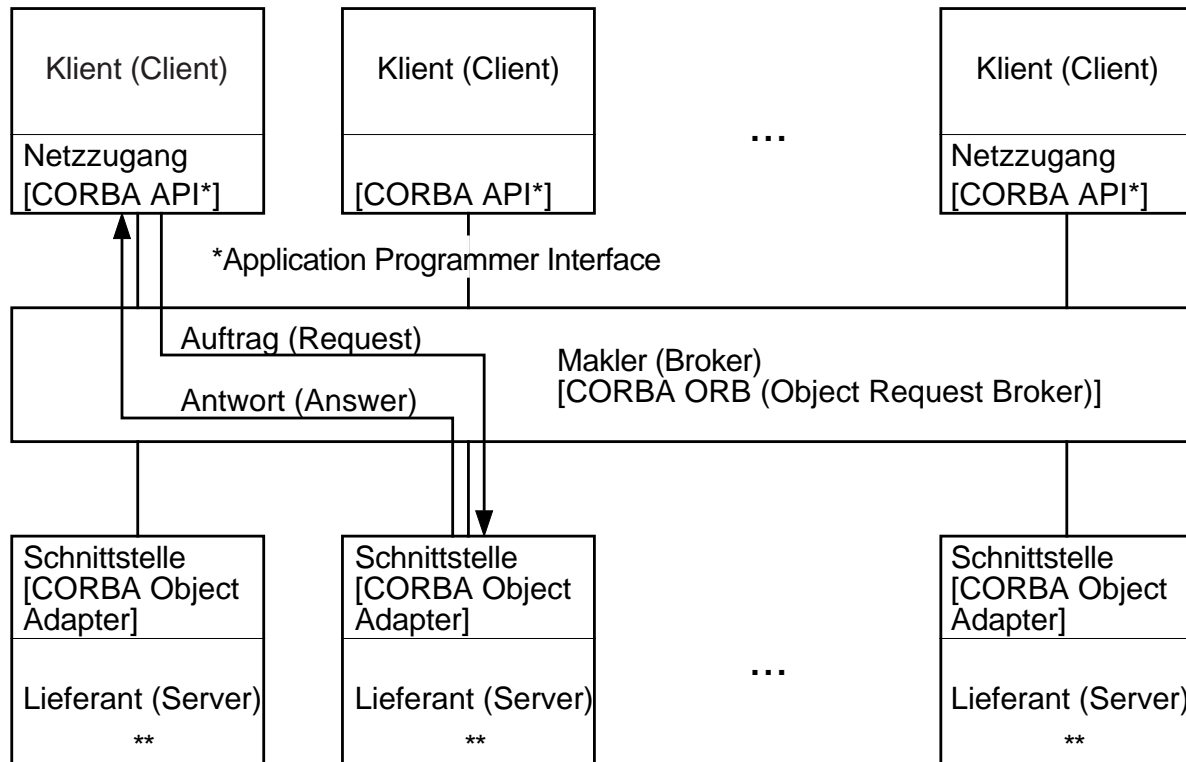 Klient (Client)
Netzzugang
[CORBA API*]
Klient (Client)
[CORBA API*]
...
Klient (Client)
Netzzugang
[CORBA API*]
*Application Programmer Interface
Auftrag (Request)
Antwort (Answer)
Makler (Broker)
[CORBA ORB (Object Request Broker)]
Schnittstelle
[CORBA Object
Adapter]
Lieferant (Server)
**
Schnittstelle
[CORBA Object
Adapter]
Lieferant (Server)
**
...
Schnittstelle
[CORBA Object
Adapter]
Lieferant (Server)
**